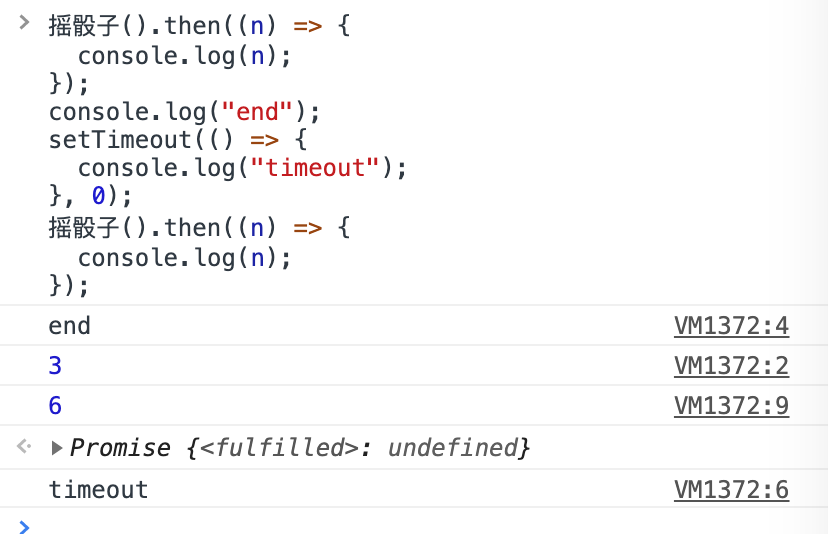 > 摇骰子().then((n) => {
  console.log(n);
});
console.log("end");
setTimeout(() => {
  console.log("timeout");
}, 0);
摇骰子().then((n) => {
  console.log(n);
});
end VM1372:4
3 VM1372:2
6 VM1372:9
Promise {<fulfilled>: undefined}
timeout VM1372:6
>